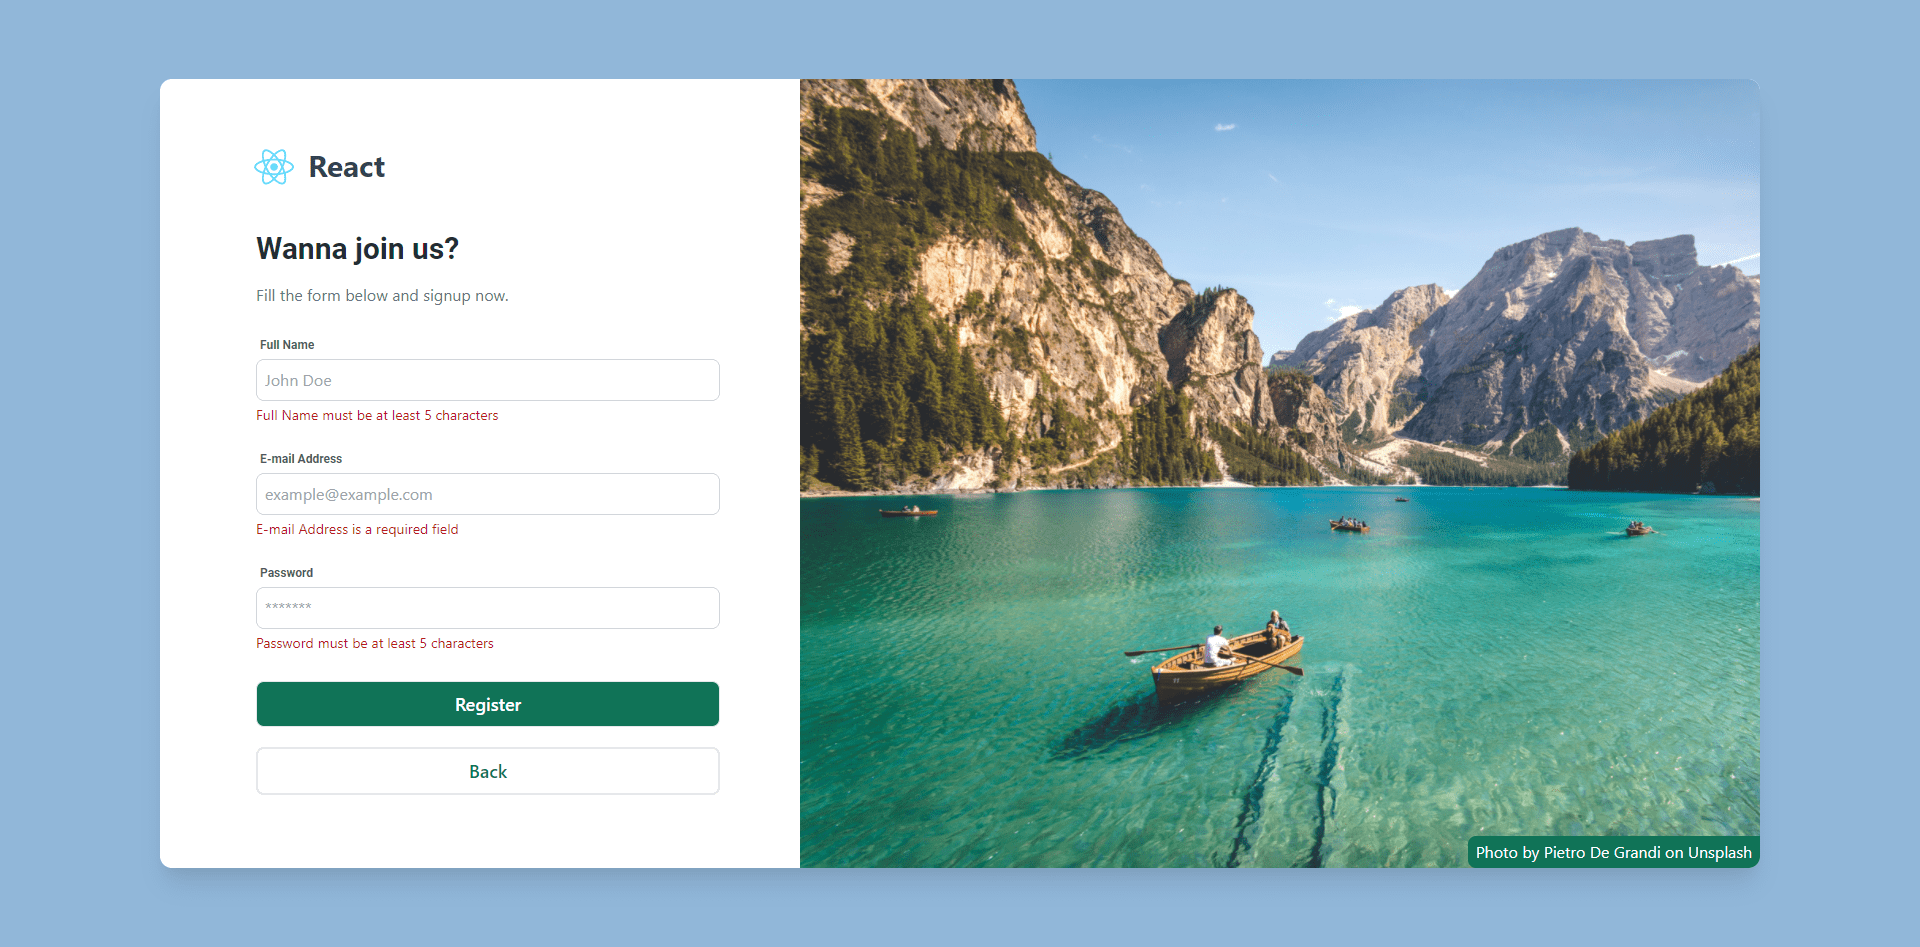 React
Wanna join us?
Fill the form below and signup now.
Full Name
John Doe
Full Name must be at least 5 characters
E-mail Address
example@example.com
E-mail Address is a required field
Password
*******
Password must be at least 5 characters
Register
Back
Photo by Pietro De Grandi on Unsplash